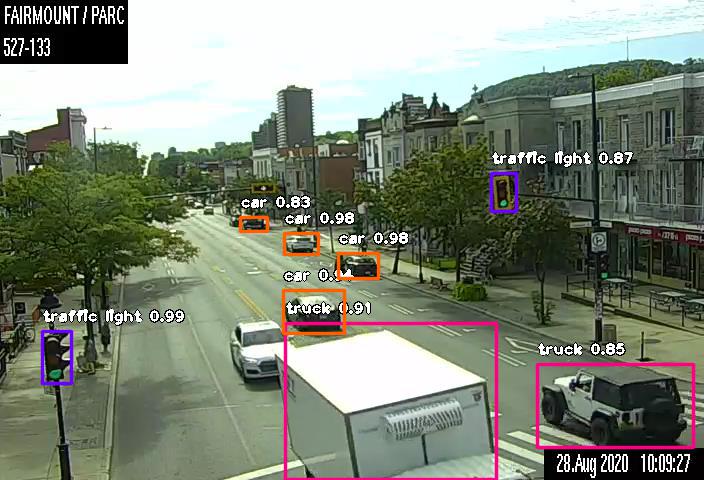 FAIRMOUNT / PARC
527-133
traffic light 0.87
car 0.83
car 0.98
car 0.98
truck 0.91
traffic light 0.99
truck 0.85
28.Aug 2020 10:09:27